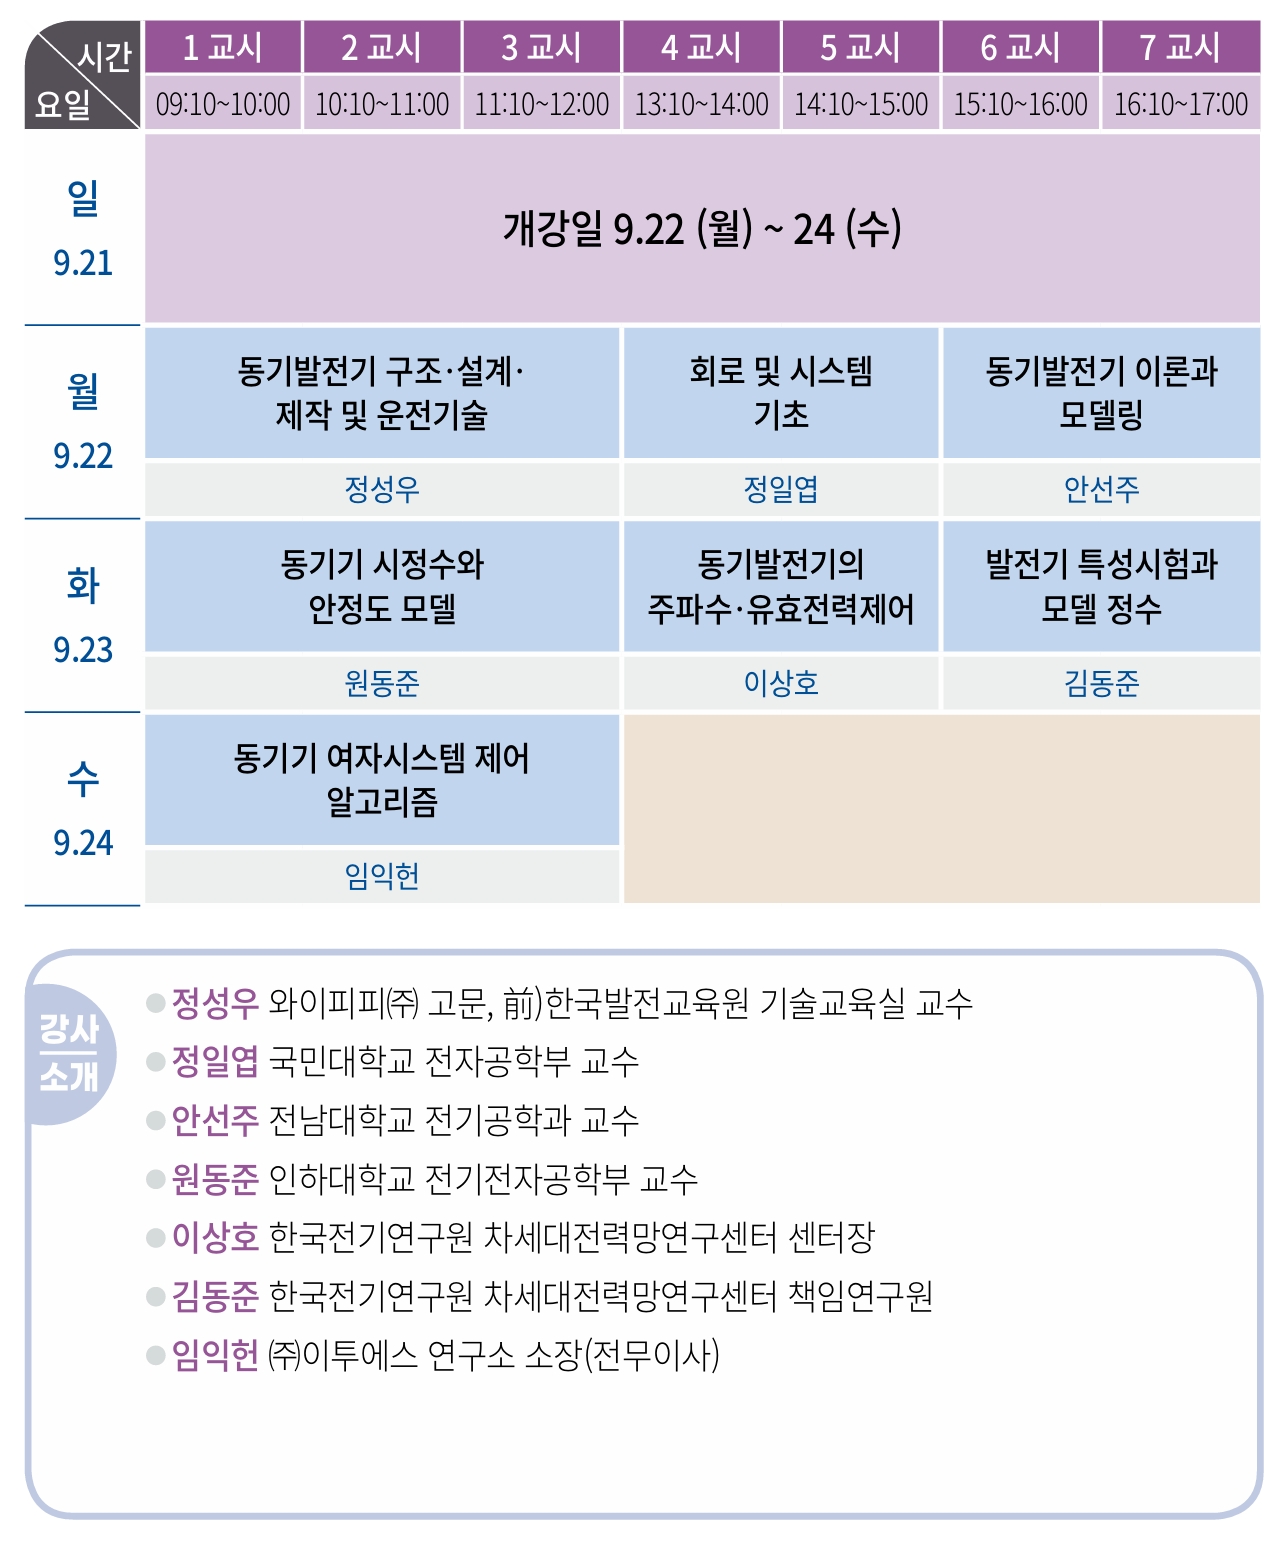 시간
요일
1 교시
2 교시
3 교시
4 교시
5 교시
6 교시
7 교시
09:10~10:00
10:10~11:00
11:10~12:00
13:10~14:00
14:10~15:00
15:10~16:00
16:10~17:00
일
9.21
개강일 9.22 (월) ~ 24 (수)
월
9.22
동기발전기 구조·설계·
제작 및 운전기술
정성우
회로 및 시스템
기초
정일엽
동기발전기 이론과
모델링
안선주
화
9.23
동기기 시정수와
안정도 모델
원동준
동기발전기의
주파수·유효전력제어
이상호
발전기 특성시험과
모델 정수
김동준
수
9.24
동기기 여자시스템 제어
알고리즘
임익헌
강사
소개
정성우 와이피피㈜ 고문, 前)한국발전교육원 기술교육실 교수
정일엽 국민대학교 전자공학부 교수
안선주 전남대학교 전기공학과 교수
원동준 인하대학교 전기전자공학부 교수
이상호 한국전기연구원 차세대전력망연구센터 센터장
김동준 한국전기연구원 차세대전력망연구센터 책임연구원
임익헌 ㈜이투에스 연구소 소장(전무이사)